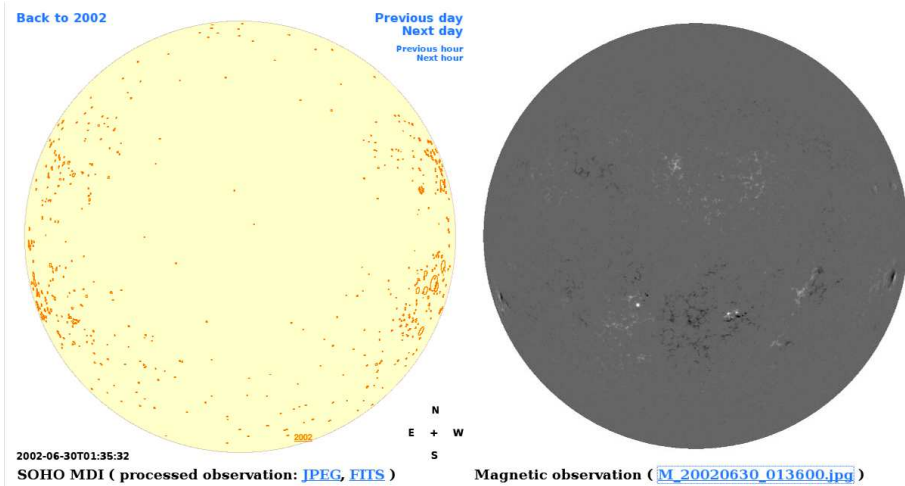 Back to 2002
Previous day
Next day
Previous hour
Next hour
2002
N
E + W
S
2002-06-30T01:35:32
SOHO MDI ( processed observation: JPEG, FITS )
Magnetic observation ( M_20020630_013600.jpg )